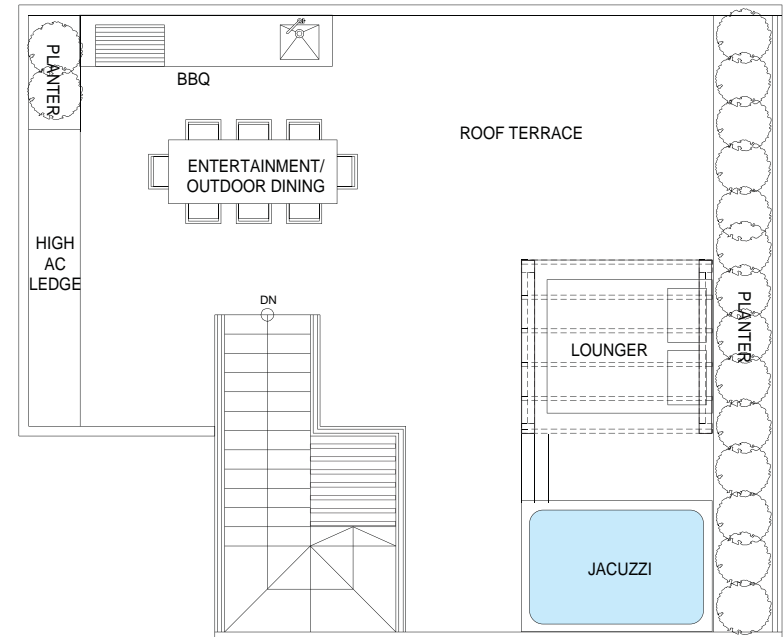 PLANTER
BBQ
ROOF TERRACE
ENTERTAINMENT/
OUTDOOR DINING
HIGH
AC
LEDGE
DN
LOUNGER
PLANTER
JACUZZI